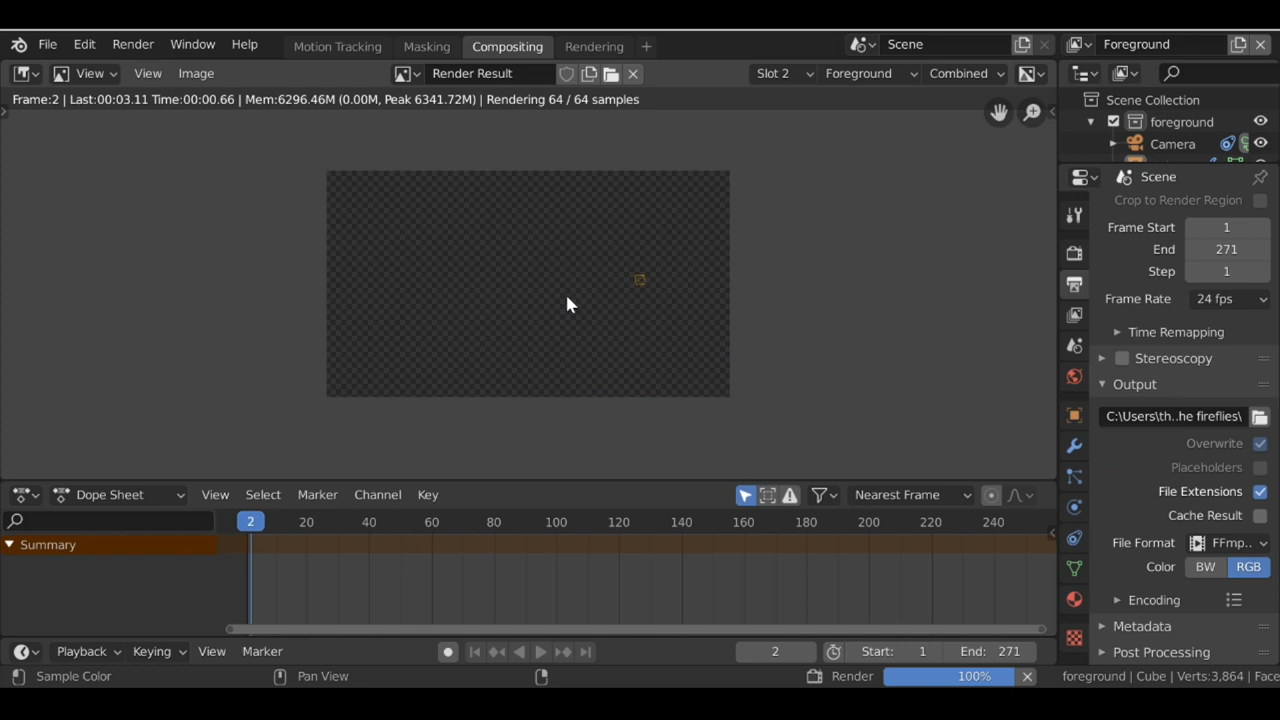 File Edit Render Window Help Motion Tracking Masking Compositing Rendering + Scene Foreground
View View Image Render Result Slot 2 Foreground Combined
Frame:2 | Last:00:03.11 Time:00:00.66 | Mem:6296.46M (0.00M, Peak 6341.72M) | Rendering 64 / 64 samples
Scene Collection
foreground
Camera
Scene
Crop to Render Region
Frame Start 1
End 271
Step 1
Frame Rate 24 fps
Time Remapping
Stereoscopy
Output
C:\Users\th..he fireflies\
Overwrite
Placeholders
File Extensions
Cache Result
File Format FFmp..
Color BW RGB
Encoding
Metadata
Post Processing
Dope Sheet View Select Marker Channel Key Nearest Frame
2 20 40 60 80 100 120 140 160 180 200 220 240
Summary
Playback Keying View Marker 2 Start: 1 End: 271
Sample Color Pan View Render 100% foreground | Cube | Verts:3,864 | Face